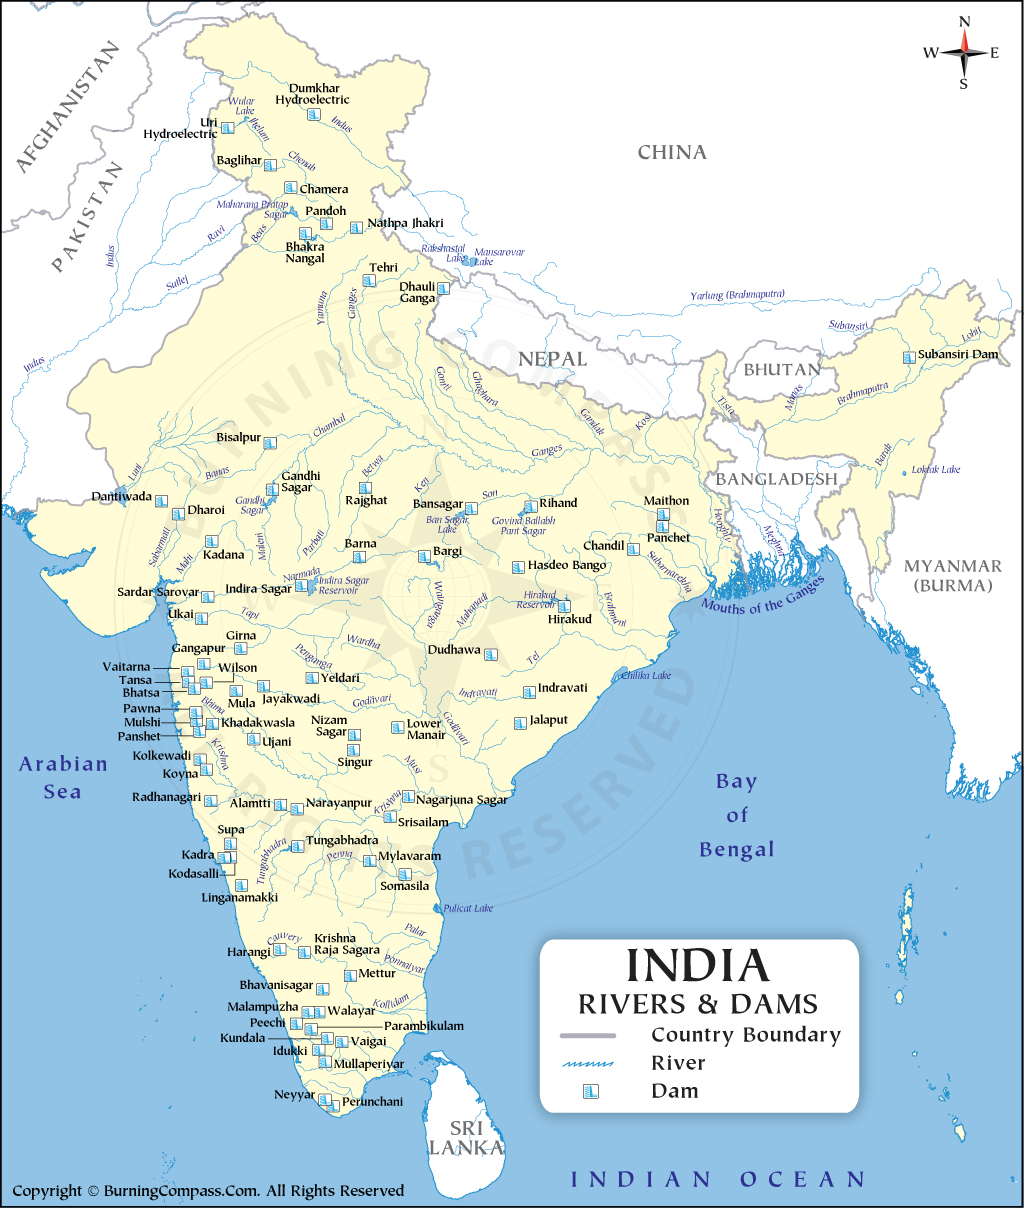 N
W
E
S
AFGHANISTAN
PAKISTAN
CHINA
NEPAL
BHUTAN
BANGLADESH
MYANMAR
(BURMA)
SRI
LANKA
Dumkhar
Hydroelectric
Wular
Lake
Indus
Uri
Hydroelectric
Jhelum
Baglihar
Chenab
Chamera
Maharana Pratap
Sagar
Pandoh
Nathpa Jhakri
Ravi
Beas
Bhakra
Nangal
Indus
Sutlej
Rakshastal
Lake
Mansarovar
Lake
Tehri
Dhauli
Ganga
Yamuna
Ganges
Yarlung (Brahmaputra)
Subansiri
Lohit
Subansiri Dam
Indus
Gomti
Ghaghara
Gandak
Kosi
Tista
Manas
Brahmaputra
Bisalpur
Chambal
Ganges
Barak
Loktak Lake
Luni
Banas
Betwa
Ken
Gandhi
Sagar
Dantiwada
Gandhi
Sagar
Rajghat
Bansagar
Son
Rihand
Maithon
Dharoi
Ban Sagar
Lake
Govind Ballabh
Pant Sagar
Panchet
Hooghly
Meghna
Sabarmati
Mahi
Kadana
Malehi
Parbati
Barna
Bargi
Chandil
Subarnarebha
Hasdeo Bango
Narmada
Indira Sagar
Indira Sagar
Reservoir
Sardar Sarovar
Wainganga
Mahanadi
Hirakud
Reservoir
Hirakud
Brahmani
Mouths of the Ganges
Ukai
Tapi
Girna
Wardha
Gangapur
Penganga
Dudhawa
Tel
Vaitarna
Wilson
Tansa
Chilika Lake
Bhatsa
Yeldari
Mula
Jayakwadi
Godavari
Indravati
Indravati
Pawna
Bhima
Mulshi
Khadakwasla
Nizam
Sagar
Lower
Manair
Godavari
Jalaput
Panshet
Ujani
Singur
Kolkewadi
Krishna
Koyna
Musi
Radhanagari
Alamtti
Narayanpur
Krishna
Nagarjuna Sagar
Srisailam
Supa
Tungabhadra
Kadra
Tungabhadra
Penna
Mylavaram
Kodasalli
Somasila
Linganamakki
Pulicat Lake
Cauvery
Krishna
Raja Sagara
Palar
Harangi
Ponnaiyar
Mettur
Bhavanisagar
Kollidam
Malampuzha
Walayar
Peechi
Parambikulam
Kundala
Vaigai
Idukki
Mullaperiyar
Neyyar
Perunchani
Arabian
Sea
Bay
of
Bengal
INDIAN OCEAN
INDIA
RIVERS & DAMS
Country Boundary
River
Dam
BURNING COMPASS
ALL RIGHTS RESERVED
S
Copyright © BurningCompass.Com. All Rights Reserved